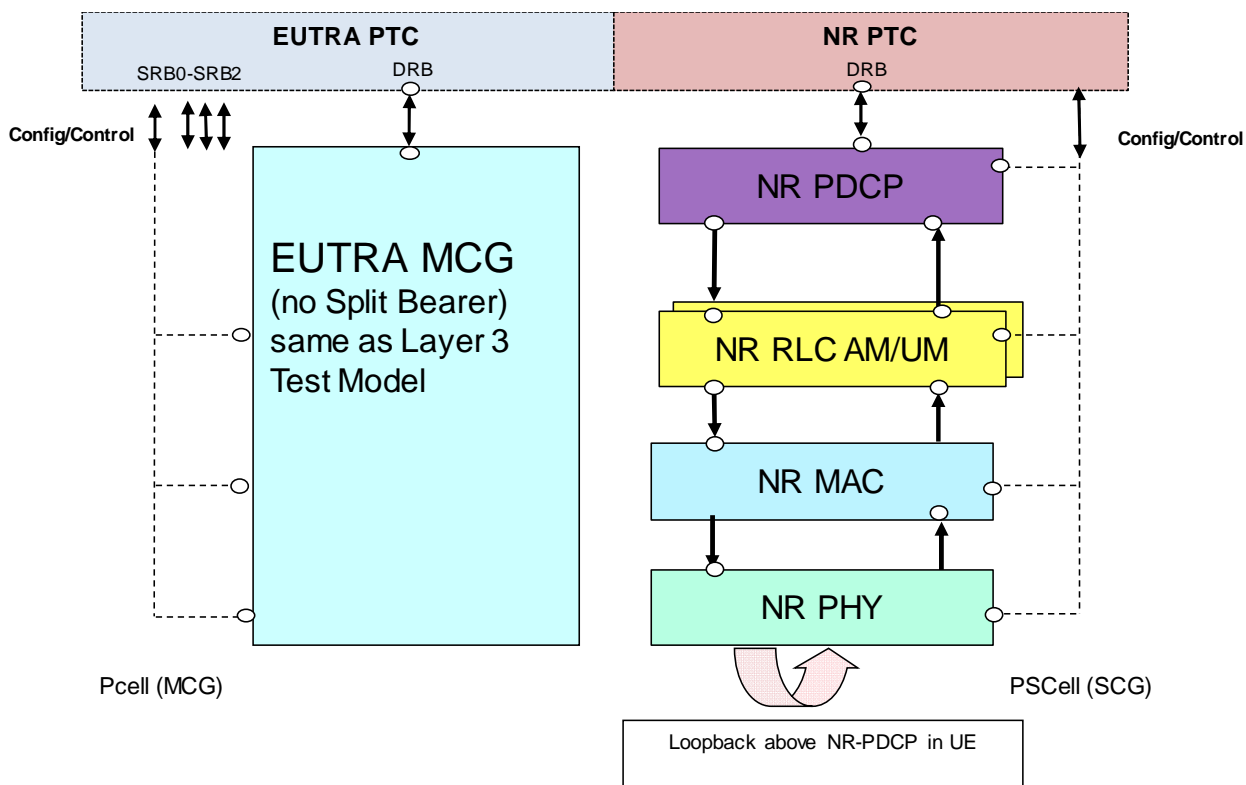 EUTRA PTC
NR PTC
SRB0-SRB2
DRB
DRB
Config/Control
Config/Control
EUTRA MCG
(no Split Bearer)
same as Layer 3
Test Model
NR PDCP
NR RLC AM/UM
NR MAC
NR PHY
Pcell (MCG)
PSCell (SCG)
Loopback above NR-PDCP in UE